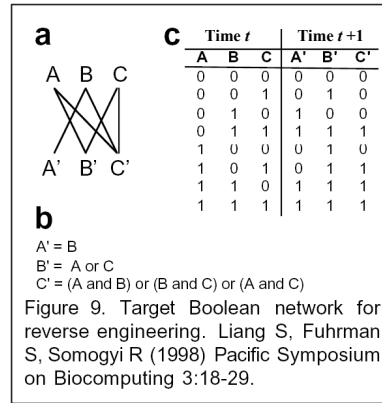 a
A B C
A' B' C'
b
A' = B
B' = A or C
C' = (A and B) or (B and C) or (A and C)
c
Time t Time t+1
A B C A' B' C'
0 0 0 0 0 0
0 0 1 0 1 0
0 1 0 1 0 0
0 1 1 1 1 1
1 0 0 0 1 0
1 0 1 0 1 1
1 1 0 1 1 1
1 1 1 1 1 1
Figure 9. Target Boolean network for
reverse engineering. Liang S, Fuhrman
S, Somogyi R (1998) Pacific Symposium
on Biocomputing 3:18-29.